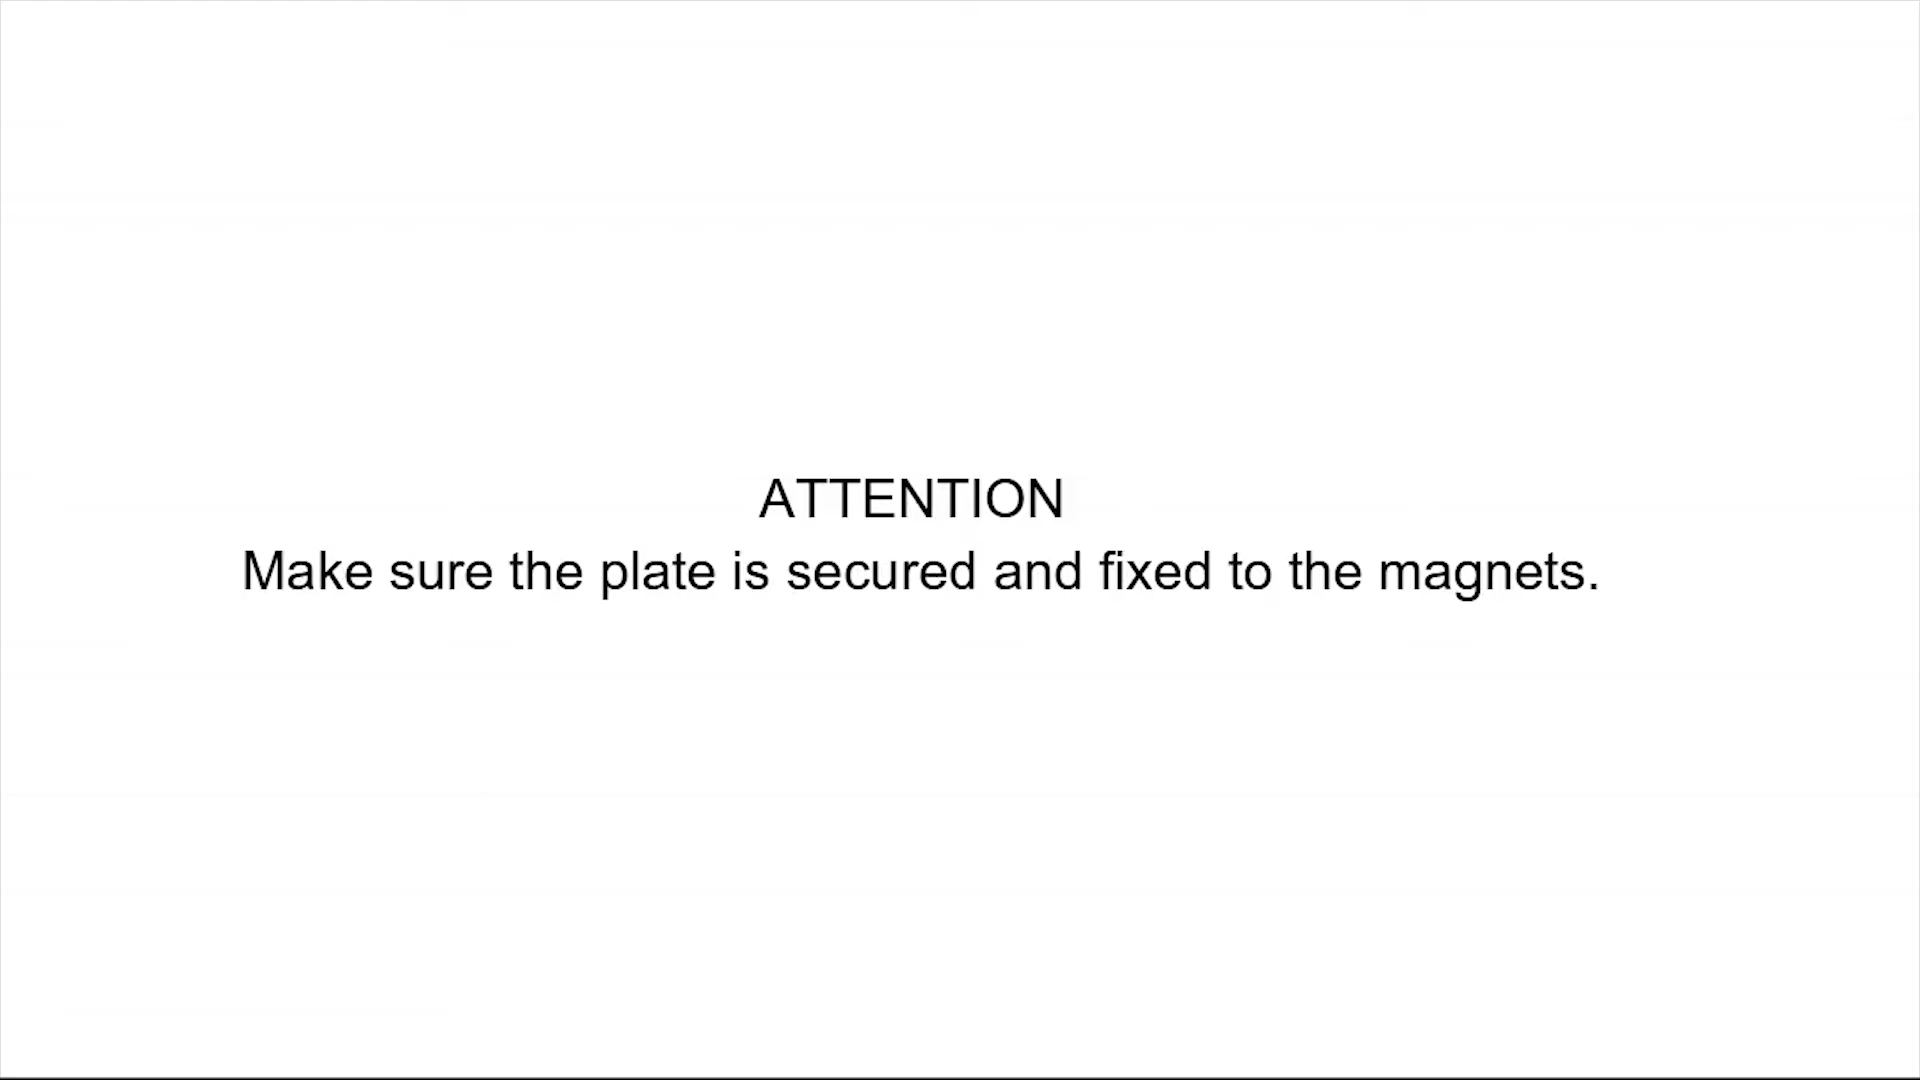 ATTENTION
Make sure the plate is secured and fixed to the magnets.